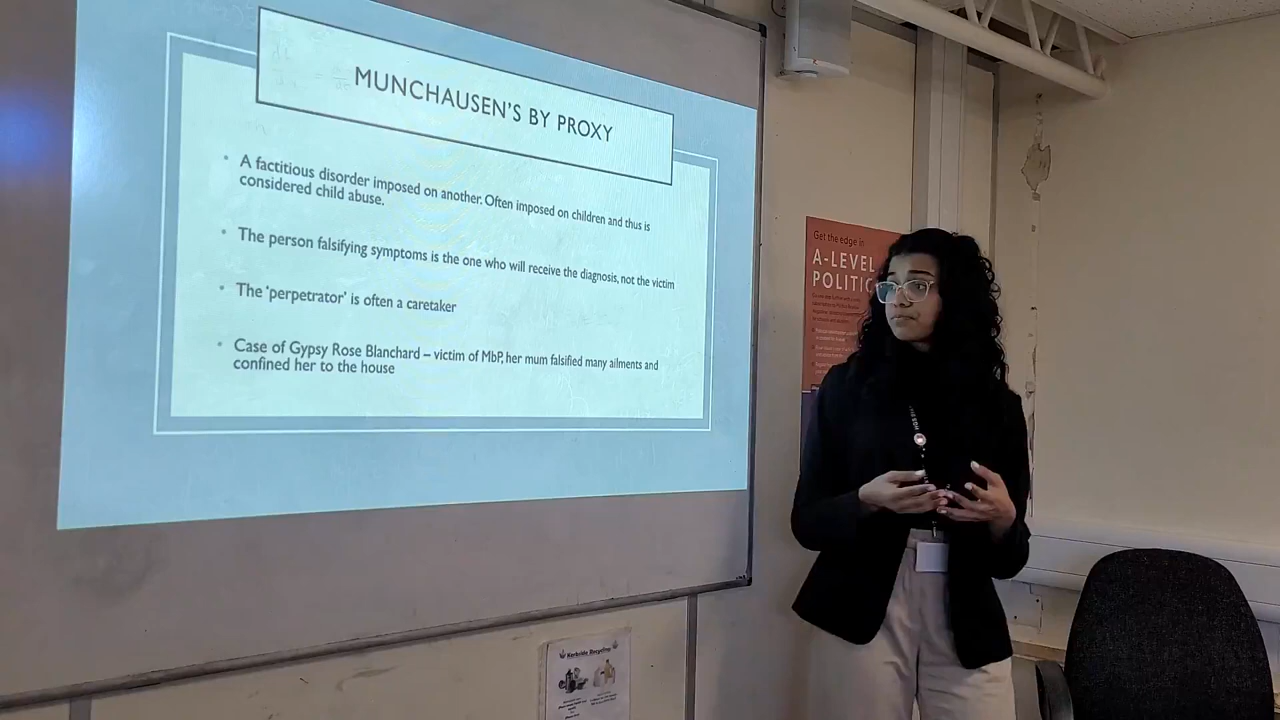 MUNCHAUSEN'S BY PROXY
• A factitious disorder imposed on another. Often imposed on children and thus is
considered child abuse.
• The person falsifying symptoms is the one who will receive the diagnosis, not the victim
• The 'perpetrator' is often a caretaker
• Case of Gypsy Rose Blanchard – victim of MbP, her mum falsified many ailments and
confined her to the house
Get the edge in
A-LEVEL
Kerbside Recycling